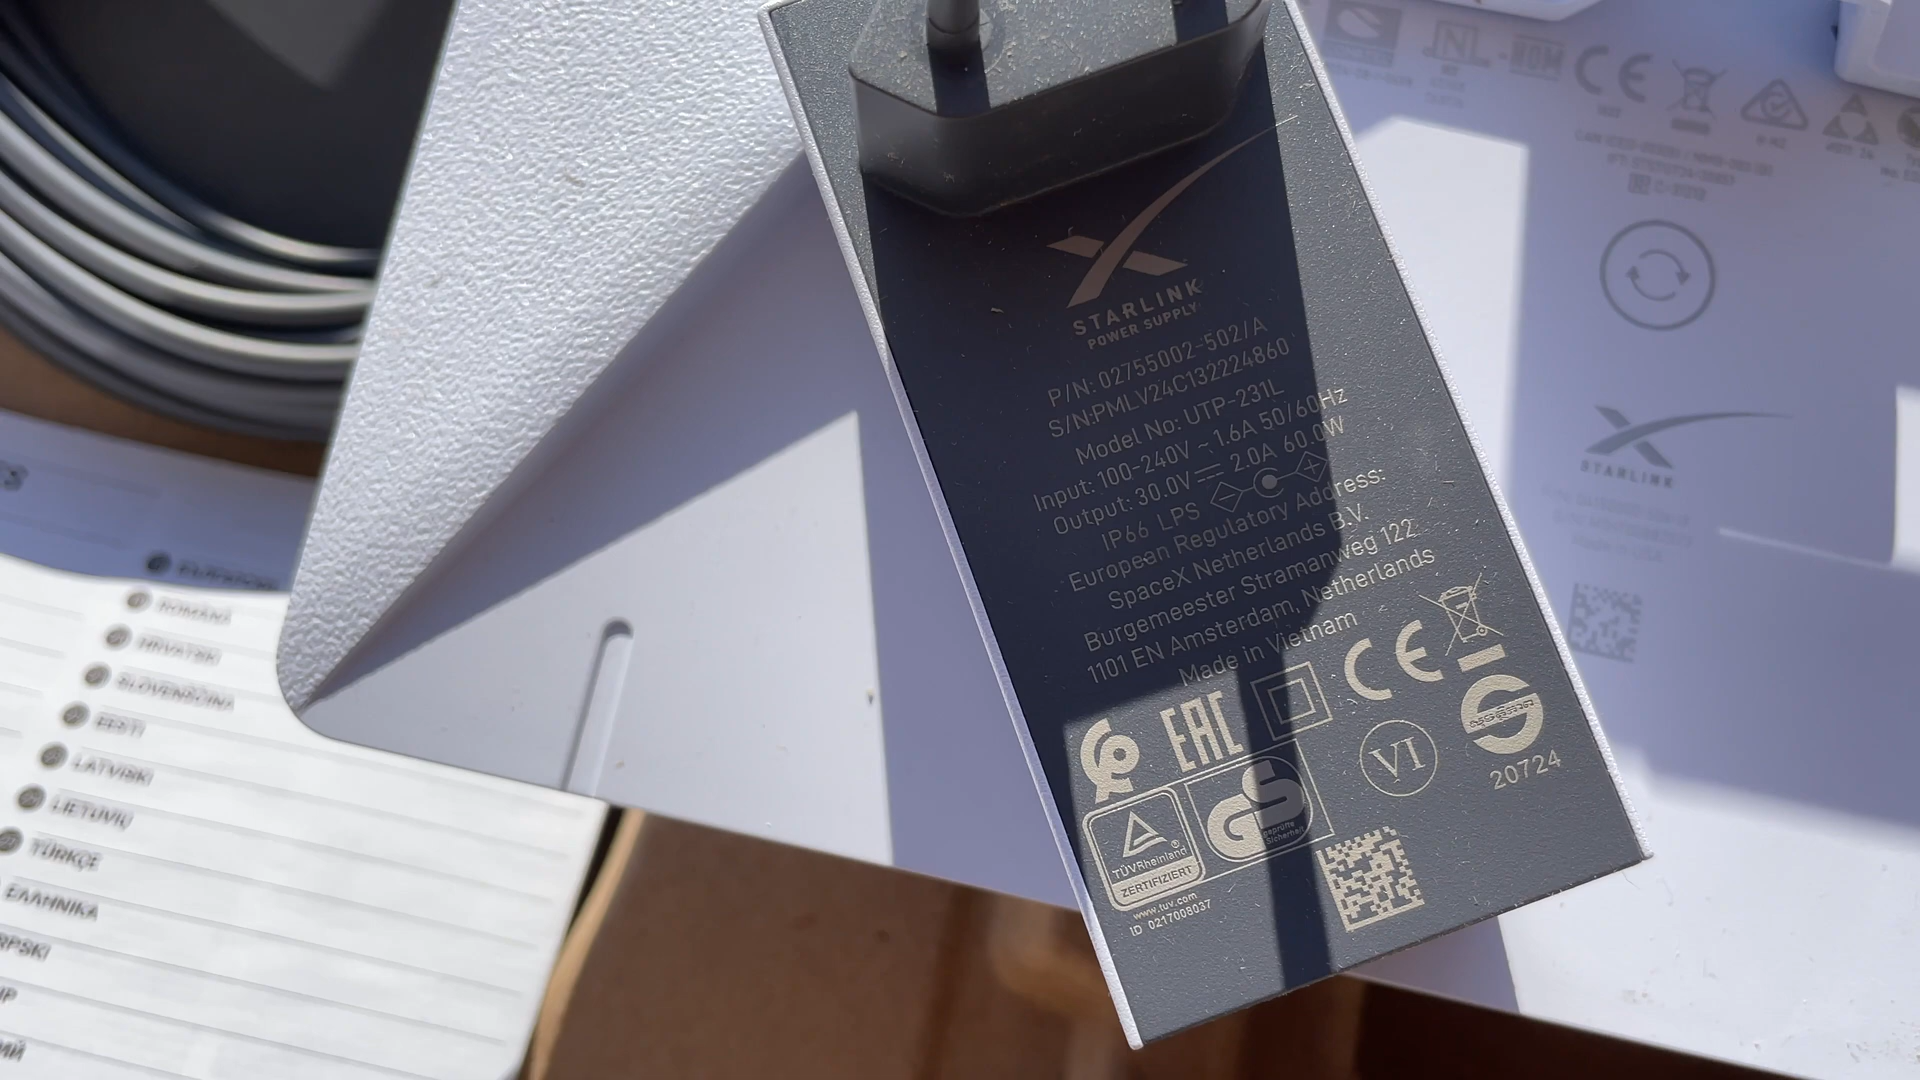 STARLINK
POWER SUPPLY
P/N: 02755002-502/A
S/N:PMLV24C132224860
Model No: UTP-231L
Input: 100-240V ~ 1.6A 50/60Hz
Output: 30.0V ⎓ 2.0A 60.0W
IP66 LPS
European Regulatory Address:
SpaceX Netherlands B.V.
Burgemeester Stramanweg 122
1101 EN Amsterdam, Netherlands
Made in Vietnam
EAC
CE
VI
20724
TÜVRheinland®
ZERTIFIZIERT
GS
geprüfte
Sicherheit
www.tuv.com
ID 0217008037
NOM
CE
STARLINK
ROMÂNĂ
HRVATSKI
SLOVENŠČINA
EESTI
LATVISKI
LIETUVIŲ
TÜRKÇE
ΕΛΛΗΝΙΚΑ